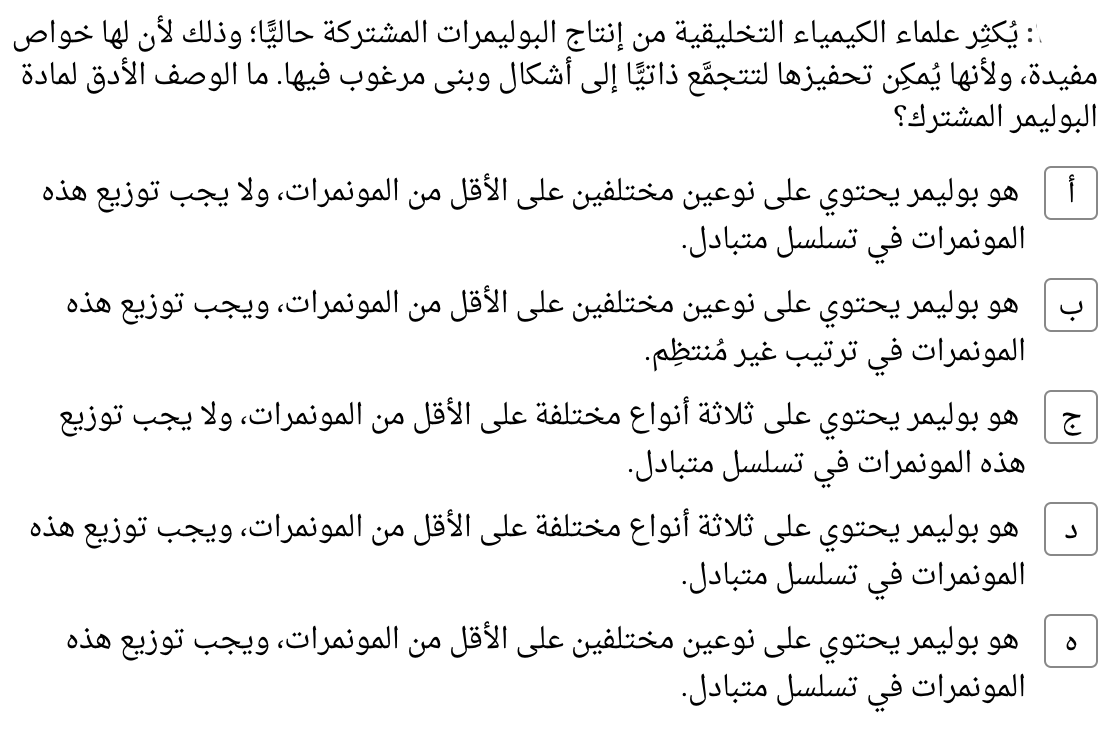 : يُكثِر علماء الكيمياء التخليقية من إنتاج البوليمرات المشتركة حاليًّا؛ وذلك لأن لها خواص
مفيدة، ولأنها يُمكِن تحفيزها لتتجمَّع ذاتيًّا إلى أشكال وبنى مرغوب فيها. ما الوصف الأدق لمادة
البوليمر المشترك؟
أ هو بوليمر يحتوي على نوعين مختلفين على الأقل من المونمرات، ولا يجب توزيع هذه
المونمرات في تسلسل متبادل.
ب هو بوليمر يحتوي على نوعين مختلفين على الأقل من المونمرات، ويجب توزيع هذه
المونمرات في ترتيب غير مُنتظِم.
ج هو بوليمر يحتوي على ثلاثة أنواع مختلفة على الأقل من المونمرات، ولا يجب توزيع
هذه المونمرات في تسلسل متبادل.
د هو بوليمر يحتوي على ثلاثة أنواع مختلفة على الأقل من المونمرات، ويجب توزيع هذه
المونمرات في تسلسل متبادل.
ه هو بوليمر يحتوي على نوعين مختلفين على الأقل من المونمرات، ويجب توزيع هذه
المونمرات في تسلسل متبادل.